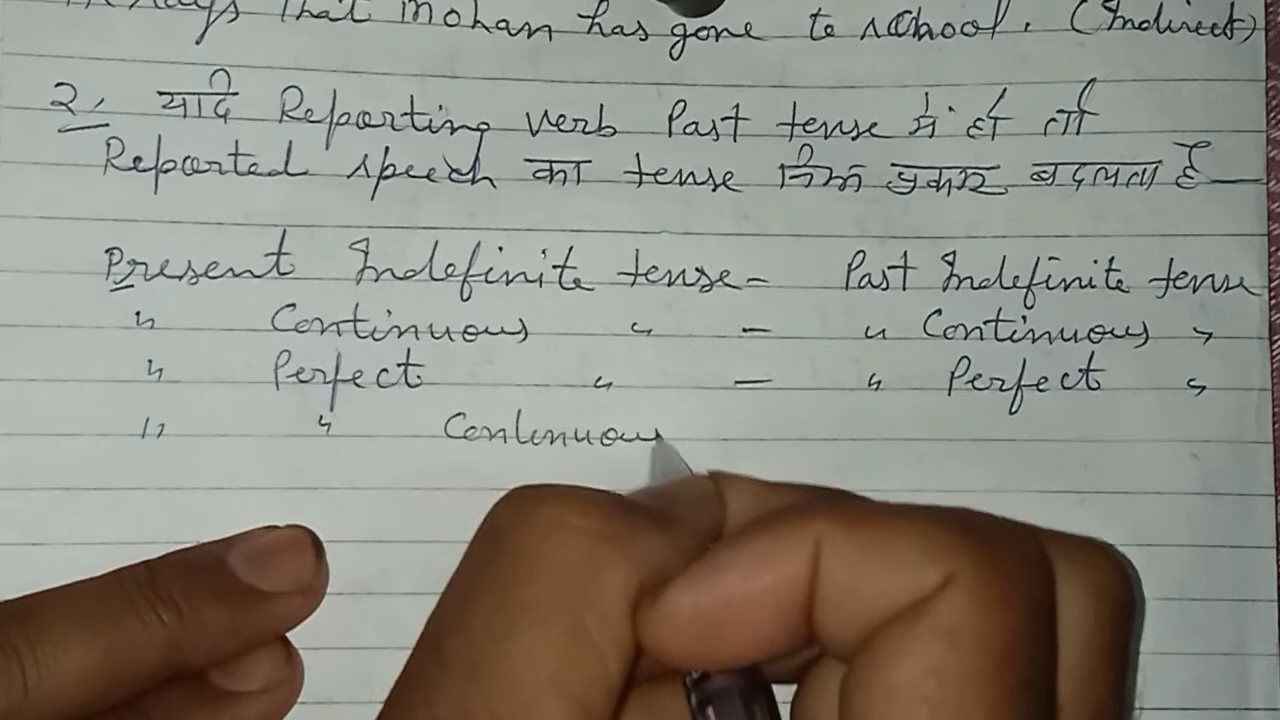 says that Mohan has gone to school. (Indirect)
2, यदि Reporting verb Past tense में हो तो
Reported speech का tense निम्न प्रकार बदलता है—
Present Indefinite tense - Past Indefinite tense
" Continuous " - " Continuous "
" Perfect " - " Perfect "
" " Continuous